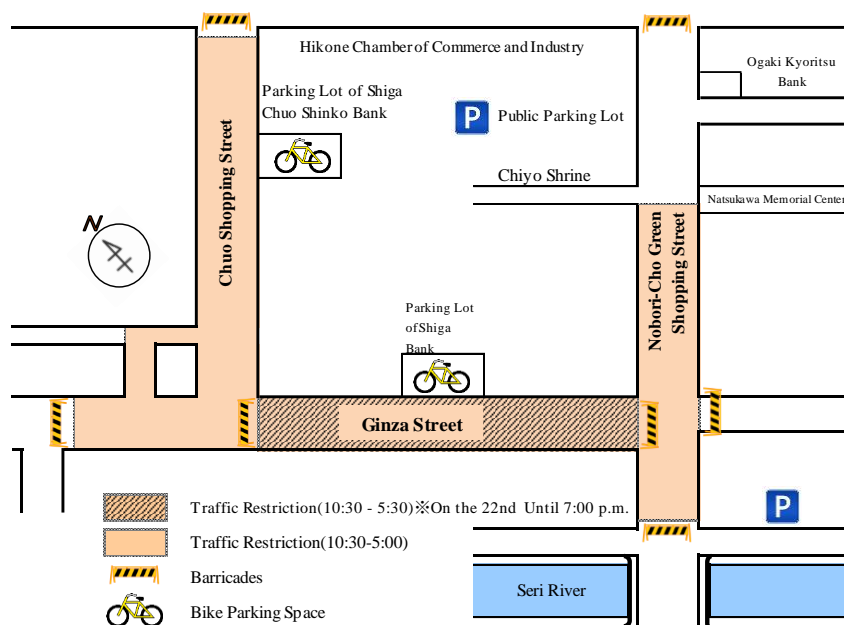 Hikone Chamber of Commerce and Industry
Ogaki Kyoritsu
Bank
Parking Lot of Shiga
Chuo Shinko Bank
P
Public Parking Lot
Chiyo Shrine
Natsukawa Memorial Center
Chuo Shopping Street
N
Nobori-Cho Green
Shopping Street
Parking Lot
ofShiga
Bank
Ginza Street
Traffic Restriction(10:30 - 5:30)※On the 22nd Until 7:00 p.m.
P
Traffic Restriction(10:30-5:00)
Barricades
Seri River
Bike Parking Space